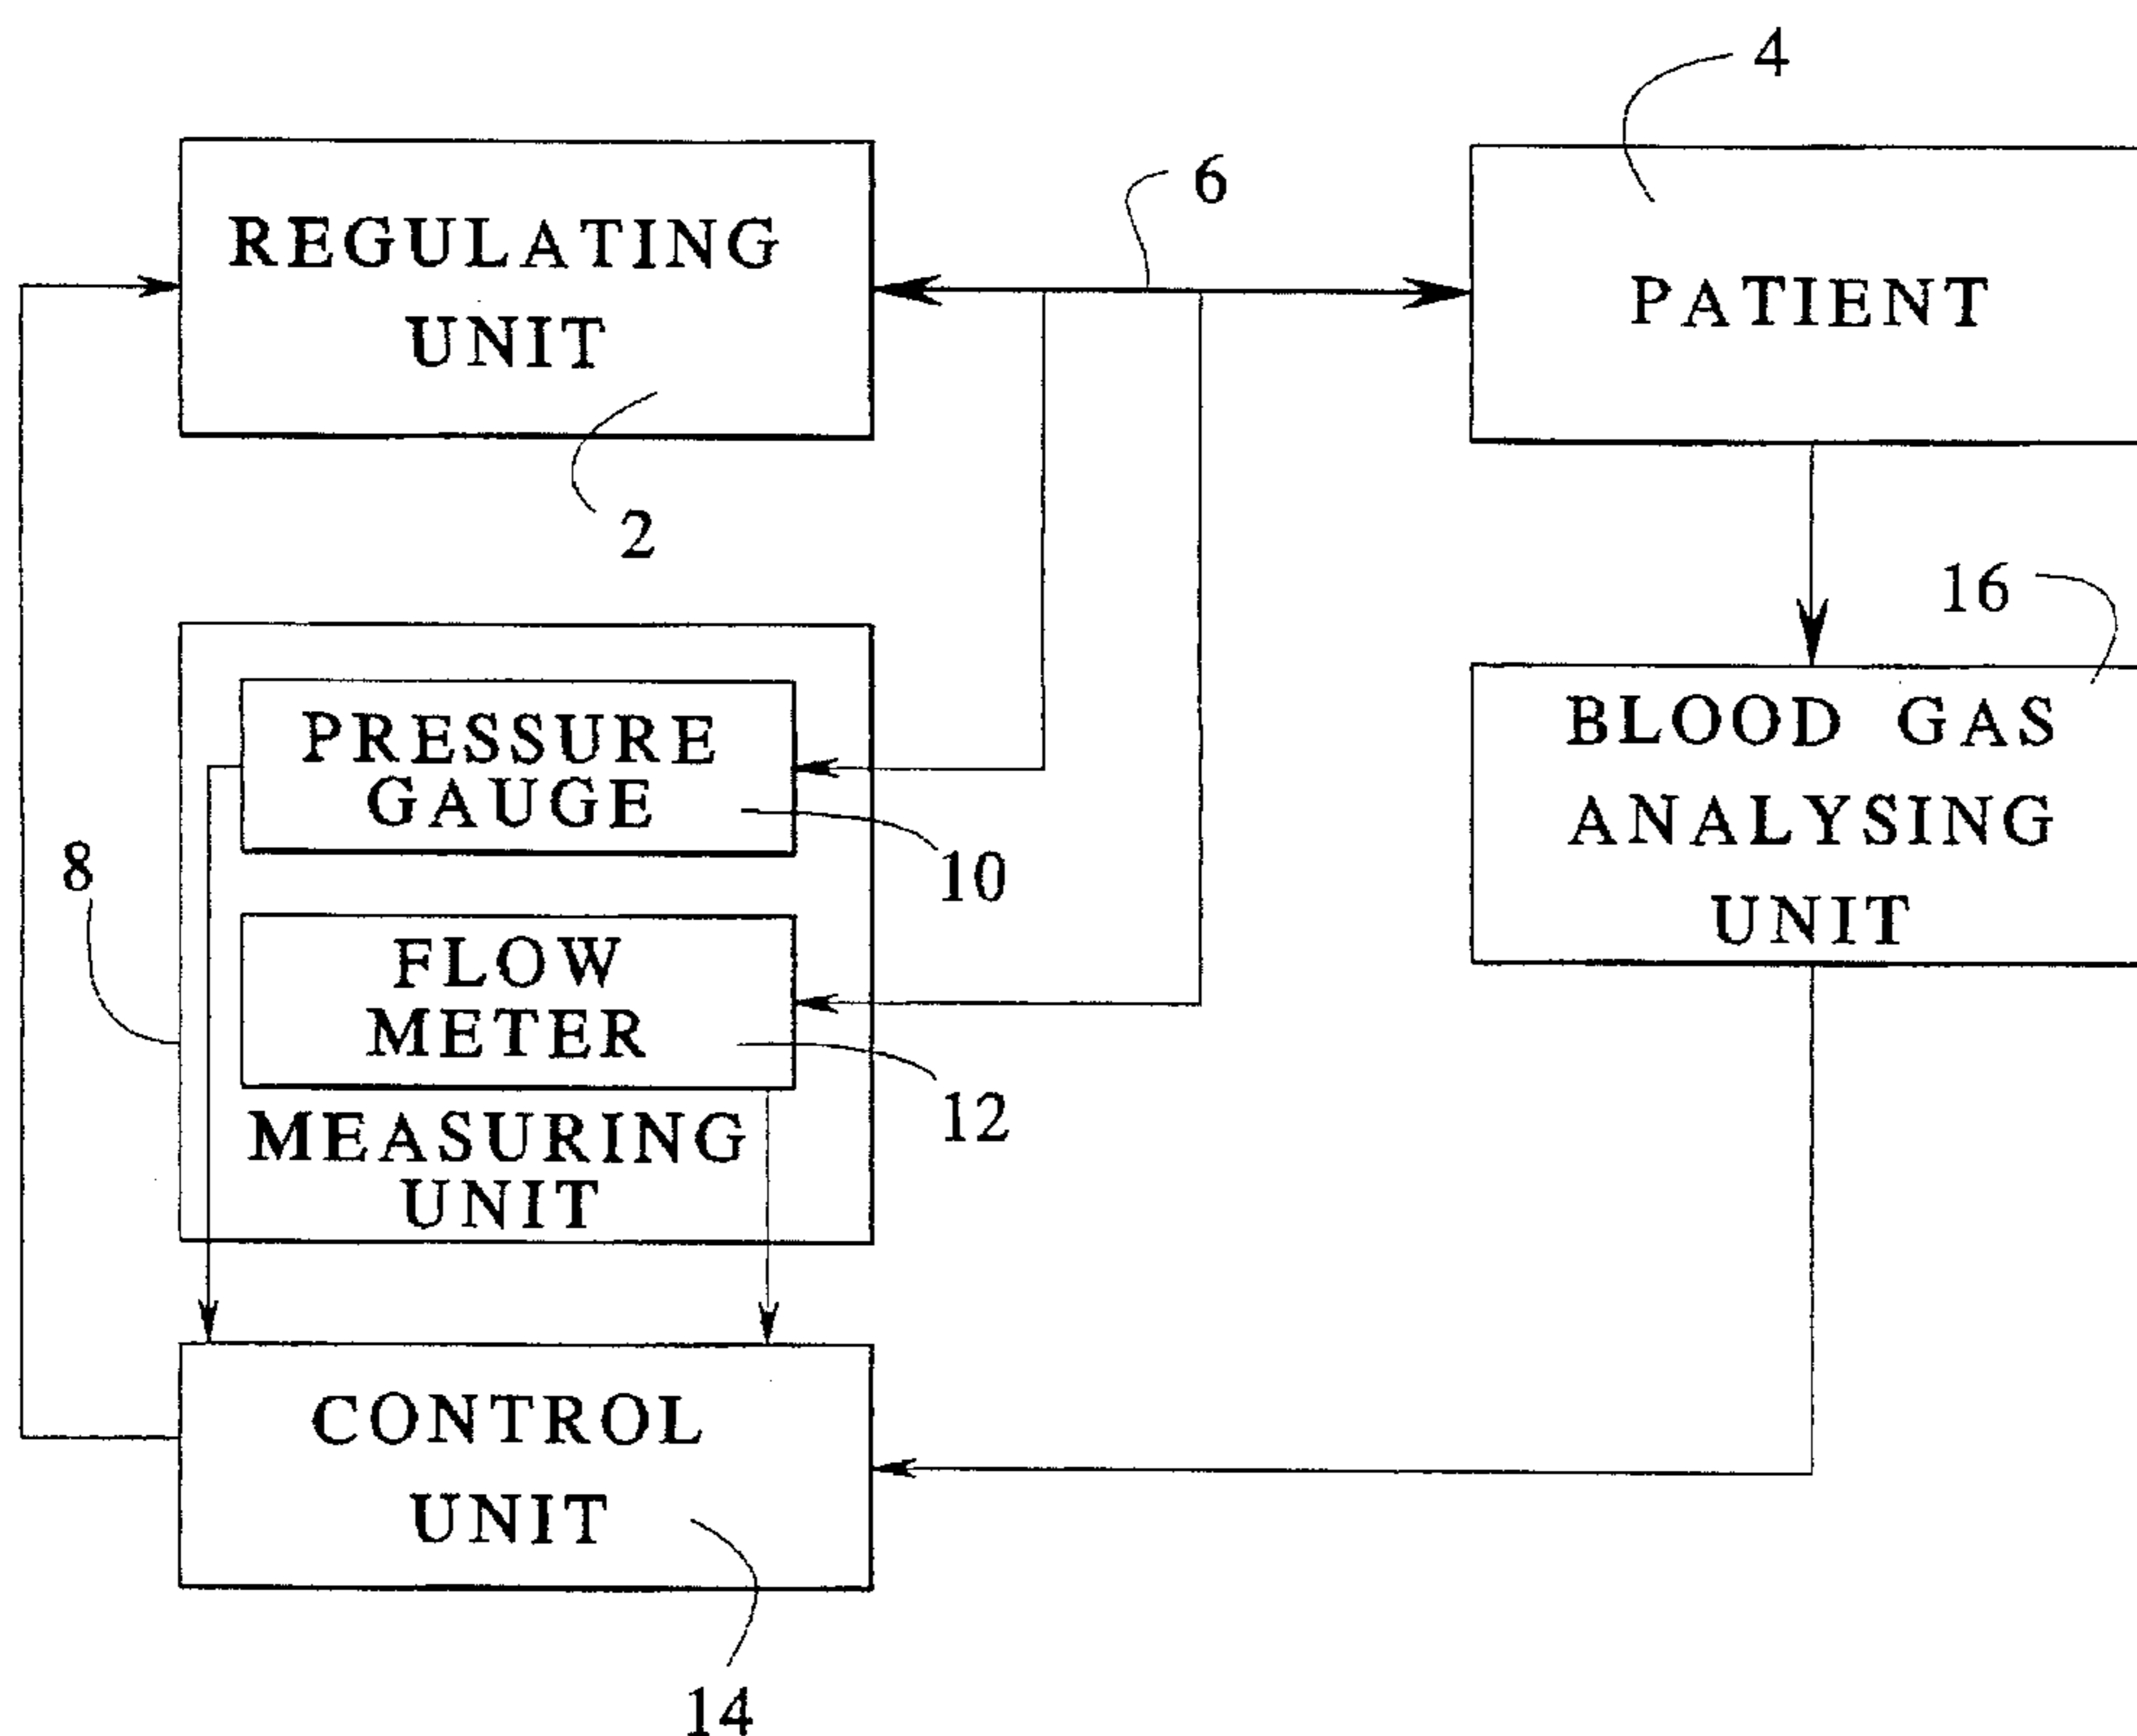 4
6
REGULATING
UNIT
2
PATIENT
16
PRESSURE
GAUGE
10
8
FLOW
METER
12
MEASURING
UNIT
BLOOD GAS
ANALYSING
UNIT
CONTROL
UNIT
14